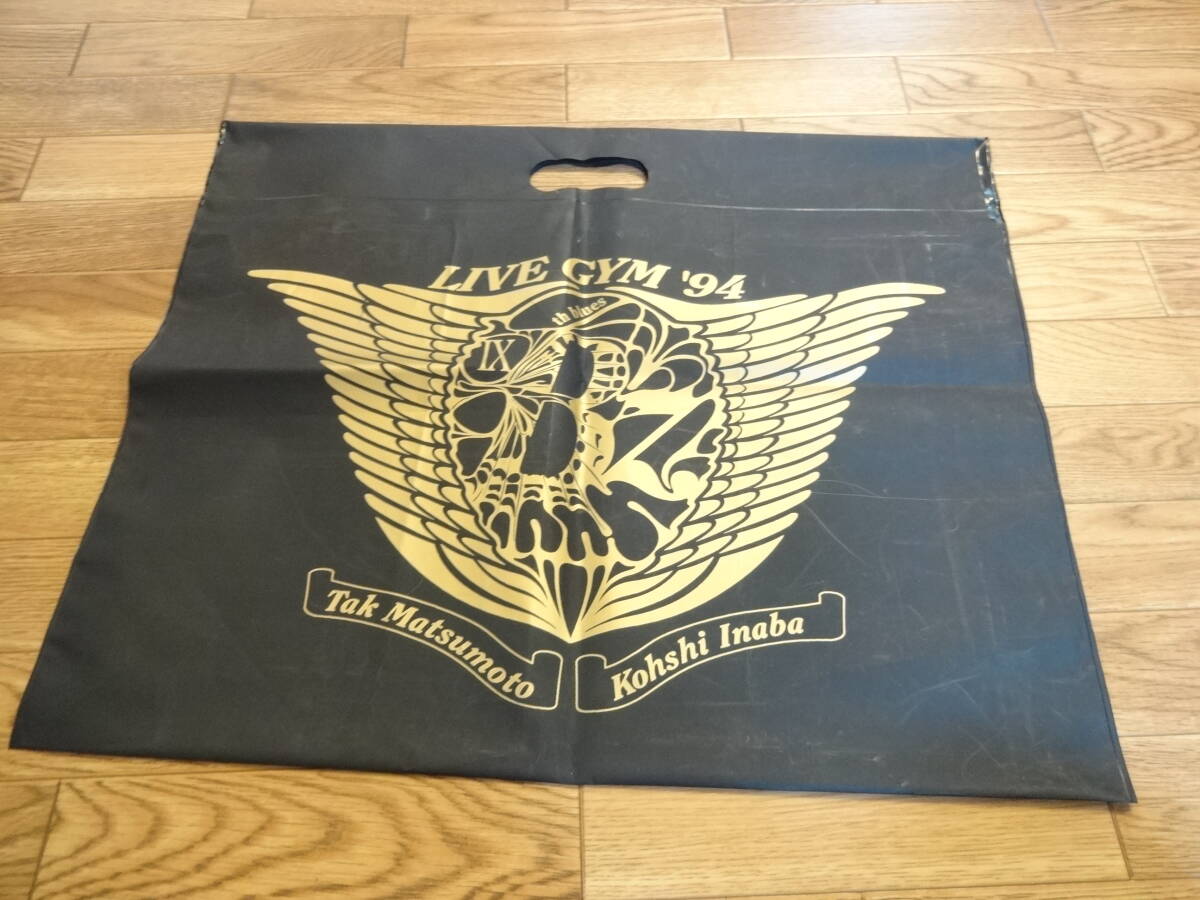 LIVE GYM '94
th blues
IX
Tak Matsumoto
Kohshi Inaba